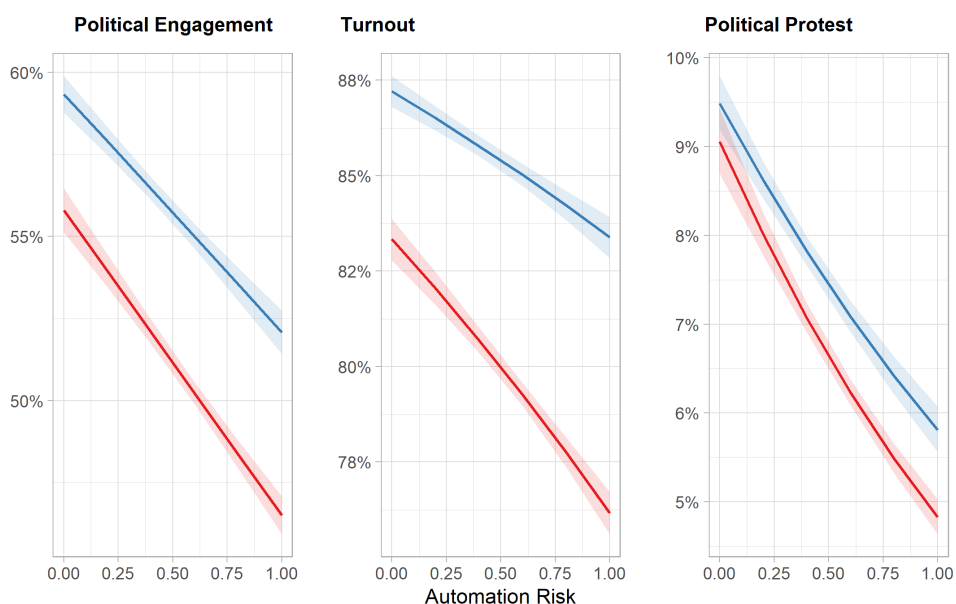 Political Engagement
Turnout
Political Protest
60%
55%
50%
0.00 0.25 0.50 0.75 1.00
88%
85%
82%
80%
78%
0.00 0.25 0.50 0.75 1.00
10%
9%
8%
7%
6%
5%
0.00 0.25 0.50 0.75 1.00
Automation Risk